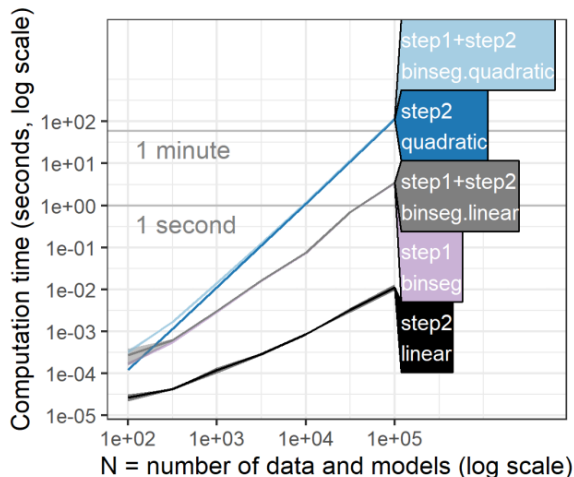 Computation time (seconds, log scale)
1e+02
1e+01
1e+00
1e-01
1e-02
1e-03
1e-04
1e-05
1 minute
1 second
step1+step2
binseg.quadratic
step2
quadratic
step1+step2
binseg.linear
step1
binseg
step2
linear
1e+02
1e+03
1e+04
1e+05
N = number of data and models (log scale)